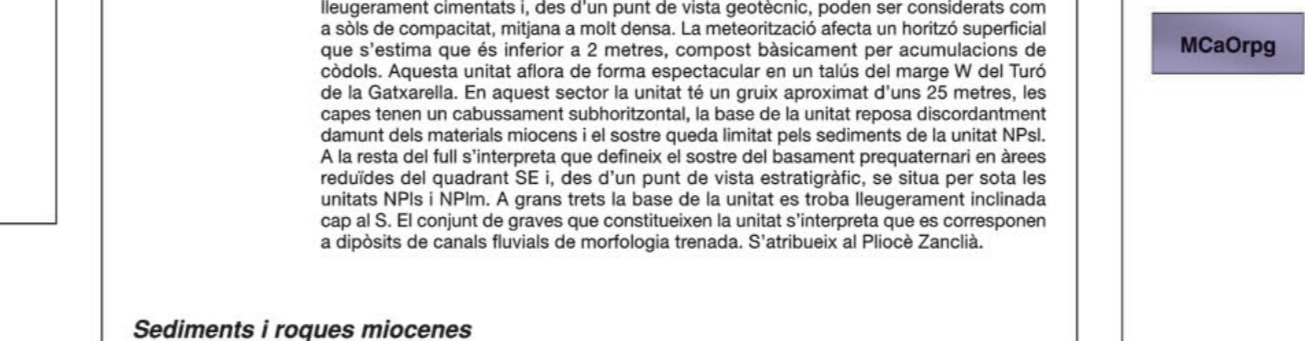 lleugerament cimentats i, des d'un punt de vista geotècnic, poden ser considerats com
a sòls de compacitat, mitjana a molt densa. La meteorització afecta un horitzó superficial
que s'estima que és inferior a 2 metres, compost bàsicament per acumulacions de
còdols. Aquesta unitat aflora de forma espectacular en un talús del marge W del Turó
de la Gatxarella. En aquest sector la unitat té un gruix aproximat d'uns 25 metres, les
capes tenen un cabussament subhoritzontal, la base de la unitat reposa discordantment
damunt dels materials miocens i el sostre queda limitat pels sediments de la unitat NPsl.
A la resta del full s'interpreta que defineix el sostre del basament prequaternari en àrees
reduïdes del quadrant SE i, des d'un punt de vista estratigràfic, se situa per sota les
unitats NPls i NPlm. A grans trets la base de la unitat es troba lleugerament inclinada
cap al S. El conjunt de graves que constitueixen la unitat s'interpreta que es corresponen
a dipòsits de canals fluvials de morfologia trenada. S'atribueix al Pliocè Zanclià.
Sediments i roques miocenes
MCaOrpg